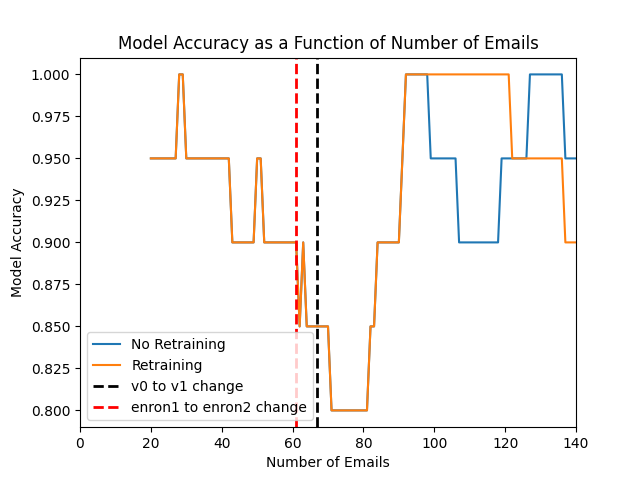 Model Accuracy as a Function of Number of Emails
Model Accuracy
1.000
0.975
0.950
0.925
0.900
0.875
0.850
0.825
0.800
No Retraining
Retraining
v0 to v1 change
enron1 to enron2 change
0 20 40 60 80 100 120 140
Number of Emails